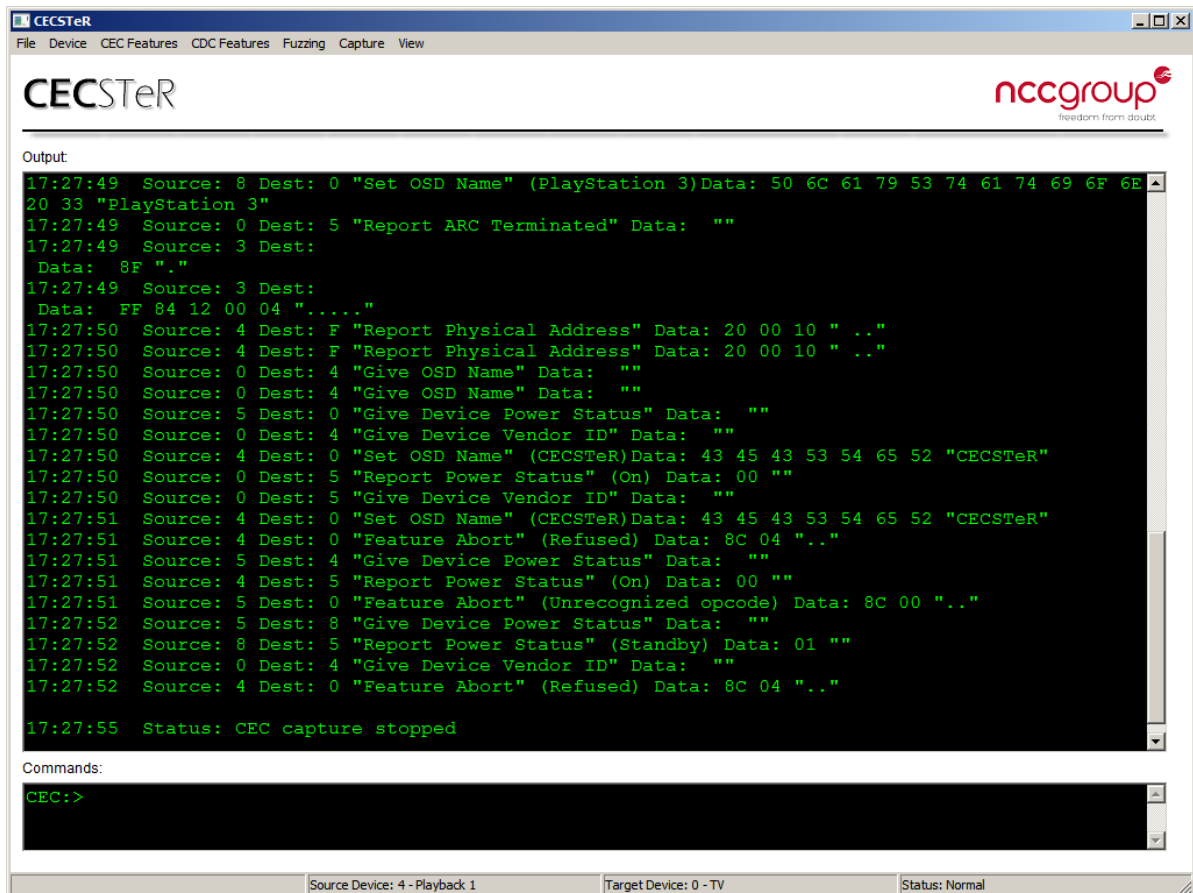 CECSTeR
File Device CEC Features CDC Features Fuzzing Capture View
CECSTeR
nccgroup
freedom from doubt
Output:
17:27:49 Source: 8 Dest: 0 "Set OSD Name" (PlayStation 3)Data: 50 6C 61 79 53 74 61 74 69 6F 6E
20 33 "PlayStation 3"
17:27:49 Source: 0 Dest: 5 "Report ARC Terminated" Data: ""
17:27:49 Source: 3 Dest:
Data: 8F "."
17:27:49 Source: 3 Dest:
Data: FF 84 12 00 04 "....."
17:27:50 Source: 4 Dest: F "Report Physical Address" Data: 20 00 10 " .."
17:27:50 Source: 4 Dest: F "Report Physical Address" Data: 20 00 10 " .."
17:27:50 Source: 0 Dest: 4 "Give OSD Name" Data: ""
17:27:50 Source: 0 Dest: 4 "Give OSD Name" Data: ""
17:27:50 Source: 5 Dest: 0 "Give Device Power Status" Data: ""
17:27:50 Source: 0 Dest: 4 "Give Device Vendor ID" Data: ""
17:27:50 Source: 4 Dest: 0 "Set OSD Name" (CECSTeR)Data: 43 45 43 53 54 65 52 "CECSTeR"
17:27:50 Source: 0 Dest: 5 "Report Power Status" (On) Data: 00 ""
17:27:50 Source: 0 Dest: 5 "Give Device Vendor ID" Data: ""
17:27:51 Source: 4 Dest: 0 "Set OSD Name" (CECSTeR)Data: 43 45 43 53 54 65 52 "CECSTeR"
17:27:51 Source: 4 Dest: 0 "Feature Abort" (Refused) Data: 8C 04 ".."
17:27:51 Source: 5 Dest: 4 "Give Device Power Status" Data: ""
17:27:51 Source: 4 Dest: 5 "Report Power Status" (On) Data: 00 ""
17:27:51 Source: 5 Dest: 0 "Feature Abort" (Unrecognized opcode) Data: 8C 00 ".."
17:27:52 Source: 5 Dest: 8 "Give Device Power Status" Data: ""
17:27:52 Source: 8 Dest: 5 "Report Power Status" (Standby) Data: 01 ""
17:27:52 Source: 0 Dest: 4 "Give Device Vendor ID" Data: ""
17:27:52 Source: 4 Dest: 0 "Feature Abort" (Refused) Data: 8C 04 ".."
17:27:55 Status: CEC capture stopped
Commands:
CEC:>
Source Device: 4 - Playback 1 Target Device: 0 - TV Status: Normal